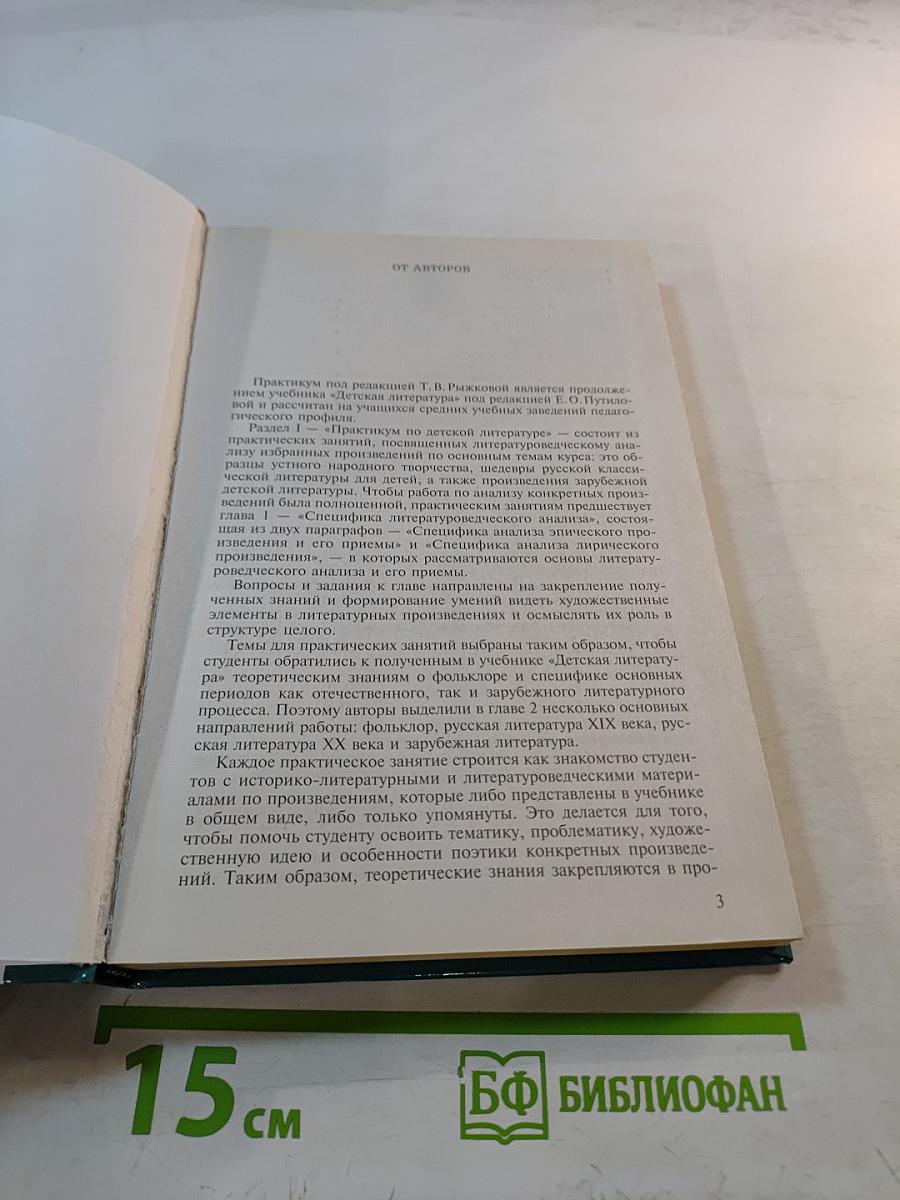 ОТ АВТОРОВ
Практикум под редакцией Т. В. Рыжковой является продолже-
нием учебника «Детская литература» под редакцией Е. О. Путило-
вой и рассчитан на учащихся средних учебных заведений педаго-
гического профиля.
Раздел I — «Практикум по детской литературе» — состоит из
практических занятий, посвященных литературоведческому ана-
лизу избранных произведений по основным темам курса: это об-
разцы устного народного творчества, шедевры русской класси-
ческой литературы для детей, а также произведения зарубежной
детской литературы. Чтобы работа по анализу конкретных произ-
ведений была полноценной, практическим занятиям предшествует
глава 1 — «Специфика литературоведческого анализа», состоя-
щая из двух параграфов — «Специфика анализа эпического про-
изведения и его приемы» и «Специфика анализа лирического
произведения», — в которых рассматриваются основы литерату-
роведческого анализа и его приемы.
Вопросы и задания к главе направлены на закрепление полу-
ченных знаний и формирование умений видеть художественные
элементы в литературных произведениях и осмыслять их роль в
структуре целого.
Темы для практических занятий выбраны таким образом, чтобы
студенты обратились к полученным в учебнике «Детская литерату-
ра» теоретическим знаниям о фольклоре и специфике основных
периодов как отечественного, так и зарубежного литературного
процесса. Поэтому авторы выделили в главе 2 несколько основных
направлений работы: фольклор, русская литература XIX века, рус-
ская литература XX века и зарубежная литература.
Каждое практическое занятие строится как знакомство студен-
тов с историко-литературными и литературоведческими матери-
алами по произведениям, которые либо представлены в учебнике
в общем виде, либо только упомянуты. Это делается для того,
чтобы помочь студенту освоить тематику, проблематику, художе-
ственную идею и особенности поэтики конкретных произведе-
ний. Таким образом, теоретические знания закрепляются в про-
3
15 см
БФ БИБЛИОФАН